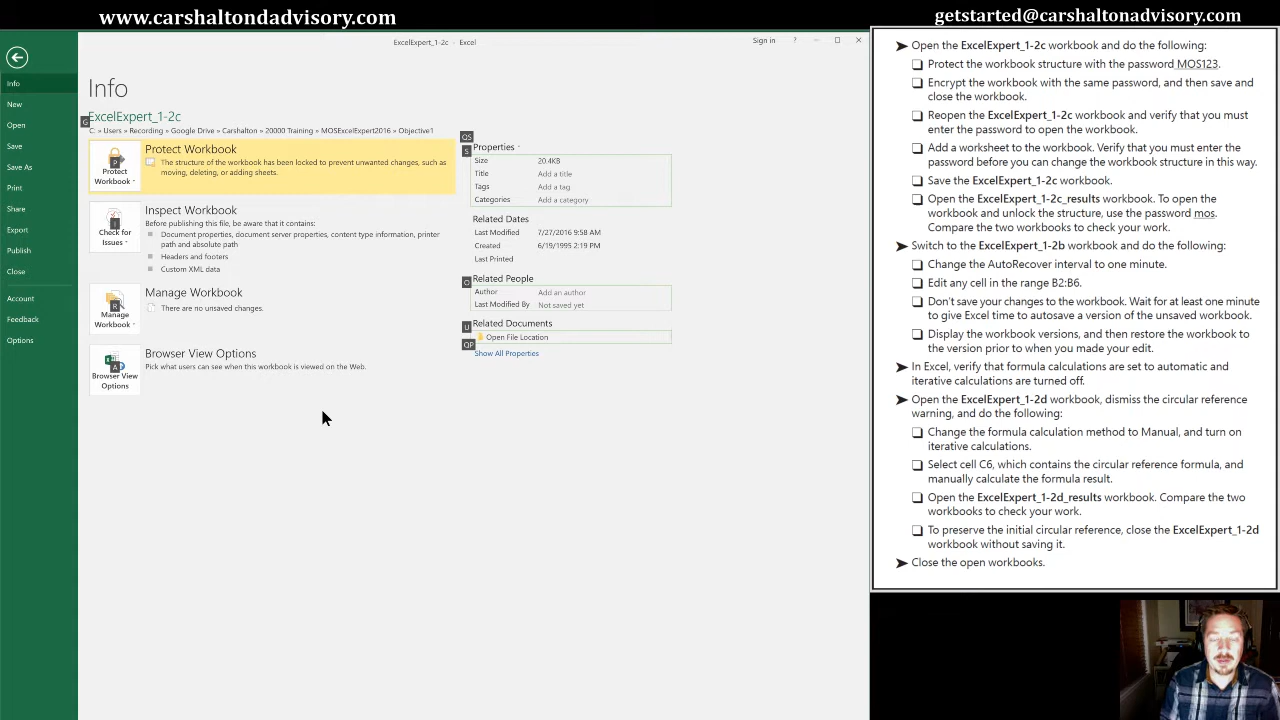 www.carshaltondadvisory.com
getstarted@carshaltondadvisory.com
ExcelExpert_1-2c - Excel
Sign in
?
Info
New
Open
Save
Save As
Print
Share
Export
Publish
Close
Account
Feedback
Options
Info
G
ExcelExpert_1-2c
C: » Users » Recording » Google Drive » Carshalton » 20000 Training » MOSExcelExpert2016 » Objective1
P
Protect
Workbook
Protect Workbook
The structure of the workbook has been locked to prevent unwanted changes, such as
moving, deleting, or adding sheets.
I
Check for
Issues
Inspect Workbook
Before publishing this file, be aware that it contains:
Document properties, document server properties, content type information, printer
path and absolute path
Headers and footers
Custom XML data
R
Manage
Workbook
Manage Workbook
There are no unsaved changes.
A
Browser View
Options
Browser View Options
Pick what users can see when this workbook is viewed on the Web.
QS
S
Properties
Size 20.4KB
Title Add a title
Tags Add a tag
Categories Add a category
Related Dates
Last Modified 7/27/2016 9:58 AM
Created 6/19/1995 2:19 PM
Last Printed
O
Related People
Author Add an author
Last Modified By Not saved yet
U
Related Documents
Open File Location
QP
Show All Properties
➤ Open the ExcelExpert_1-2c workbook and do the following:
❑ Protect the workbook structure with the password MOS123.
❑ Encrypt the workbook with the same password, and then save and
close the workbook.
❑ Reopen the ExcelExpert_1-2c workbook and verify that you must
enter the password to open the workbook.
❑ Add a worksheet to the workbook. Verify that you must enter the
password before you can change the workbook structure in this way.
❑ Save the ExcelExpert_1-2c workbook.
❑ Open the ExcelExpert_1-2c_results workbook. To open the
workbook and unlock the structure, use the password mos.
Compare the two workbooks to check your work.
➤ Switch to the ExcelExpert_1-2b workbook and do the following:
❑ Change the AutoRecover interval to one minute.
❑ Edit any cell in the range B2:B6.
❑ Don't save your changes to the workbook. Wait for at least one minute
to give Excel time to autosave a version of the unsaved workbook.
❑ Display the workbook versions, and then restore the workbook to
the version prior to when you made your edit.
➤ In Excel, verify that formula calculations are set to automatic and
iterative calculations are turned off.
➤ Open the ExcelExpert_1-2d workbook, dismiss the circular reference
warning, and do the following:
❑ Change the formula calculation method to Manual, and turn on
iterative calculations.
❑ Select cell C6, which contains the circular reference formula, and
manually calculate the formula result.
❑ Open the ExcelExpert_1-2d_results workbook. Compare the two
workbooks to check your work.
❑ To preserve the initial circular reference, close the ExcelExpert_1-2d
workbook without saving it.
➤ Close the open workbooks.